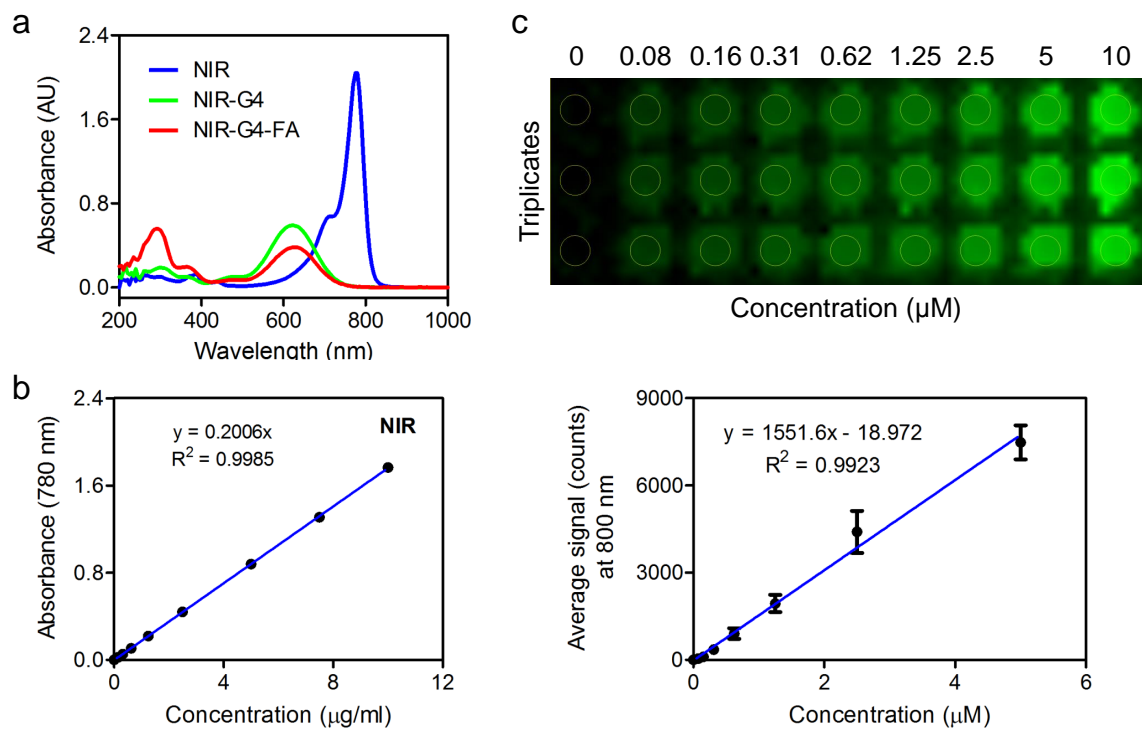 a
2.4
1.6
0.8
0.0
Absorbance (AU)
NIR
NIR-G4
NIR-G4-FA
200 400 600 800 1000
Wavelength (nm)
c
0 0.08 0.16 0.31 0.62 1.25 2.5 5 10
Triplicates
Concentration (µM)
b
2.4
1.6
0.8
0.0
Absorbance (780 nm)
y = 0.2006x
R² = 0.9985
NIR
0 4 8 12
Concentration (μg/ml)
9000
6000
3000
0
Average signal (counts)
at 800 nm
y = 1551.6x - 18.972
R² = 0.9923
0 2 4 6
Concentration (μM)